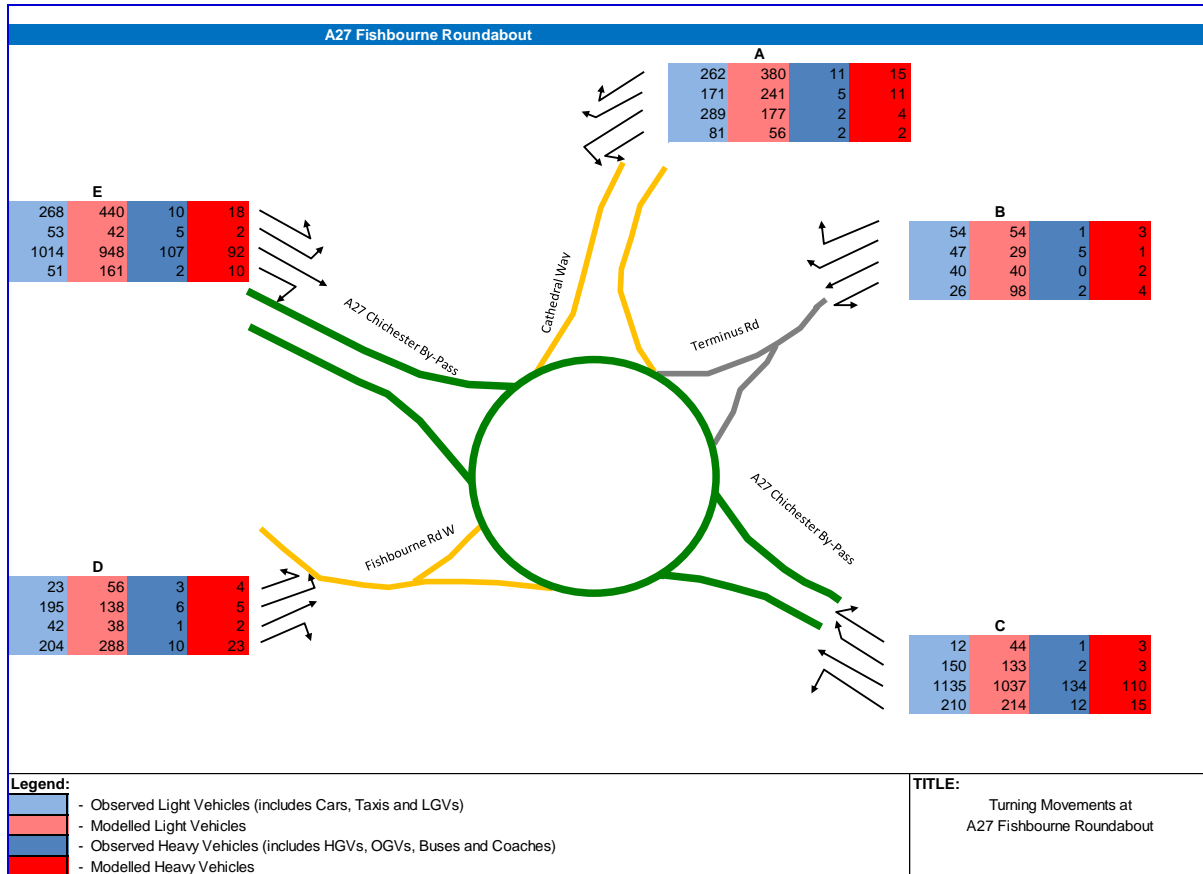 A27 Fishbourne Roundabout
A
262 380 11 15
171 241 5 11
289 177 2 4
81 56 2 2
E
268 440 10 18
53 42 5 2
1014 948 107 92
51 161 2 10
B
54 54 1 3
47 29 5 1
40 40 0 2
26 98 2 4
A27 Chichester By-Pass
Cathedral Way
Terminus Rd
A27 Chichester By-Pass
Fishbourne Rd W
D
23 56 3 4
195 138 6 5
42 38 1 2
204 288 10 23
C
12 44 1 3
150 133 2 3
1135 1037 134 110
210 214 12 15
Legend:
- Observed Light Vehicles (includes Cars, Taxis and LGVs)
- Modelled Light Vehicles
- Observed Heavy Vehicles (includes HGVs, OGVs, Buses and Coaches)
- Modelled Heavy Vehicles
TITLE:
Turning Movements at
A27 Fishbourne Roundabout